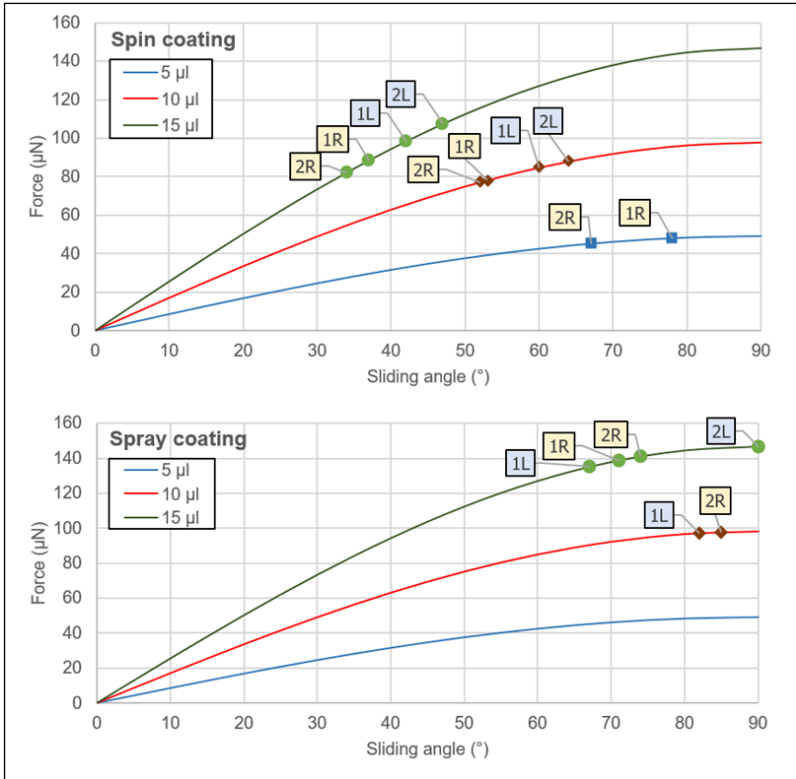 160
Spin coating
140
5 µl
10 µl
15 µl
120
100
80
60
40
20
0
Force (µN)
2L
1L
1R
2R
1L
2L
1R
2R
1R
2R
0 10 20 30 40 50 60 70 80 90
Sliding angle (°)
160
Spray coating
140
5 µl
10 µl
15 µl
120
100
80
60
40
20
0
Force (µN)
2L
2R
1R
1L
2R
1L
0 10 20 30 40 50 60 70 80 90
Sliding angle (°)